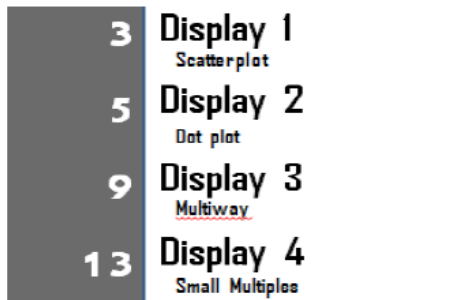 3 Display 1
Scatterplot
5 Display 2
Dot plot
9 Display 3
Multiway
13 Display 4
Small Multiples